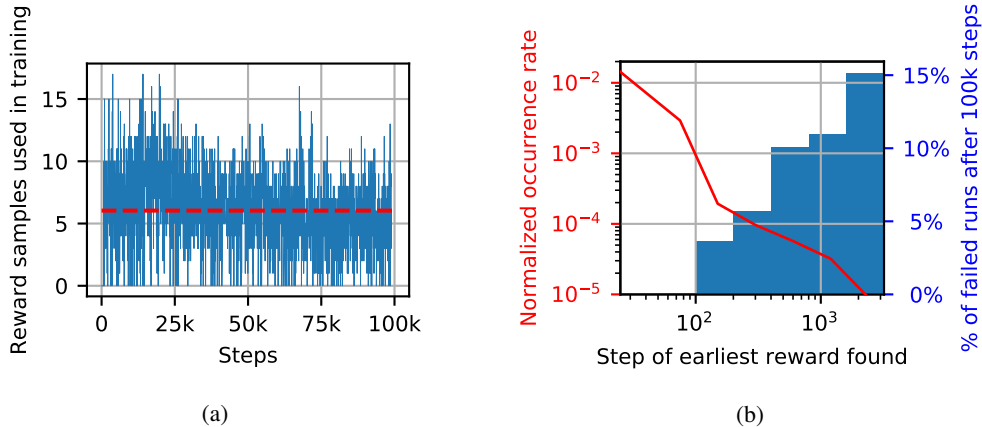 Reward samples used in training
15
10
5
0
0 25k 50k 75k 100k
Steps
(a)
Normalized occurrence rate
10^-2
10^-3
10^-4
10^-5
10^2 10^3
Step of earliest reward found
15%
10%
5%
0%
% of failed runs after 100k steps
(b)